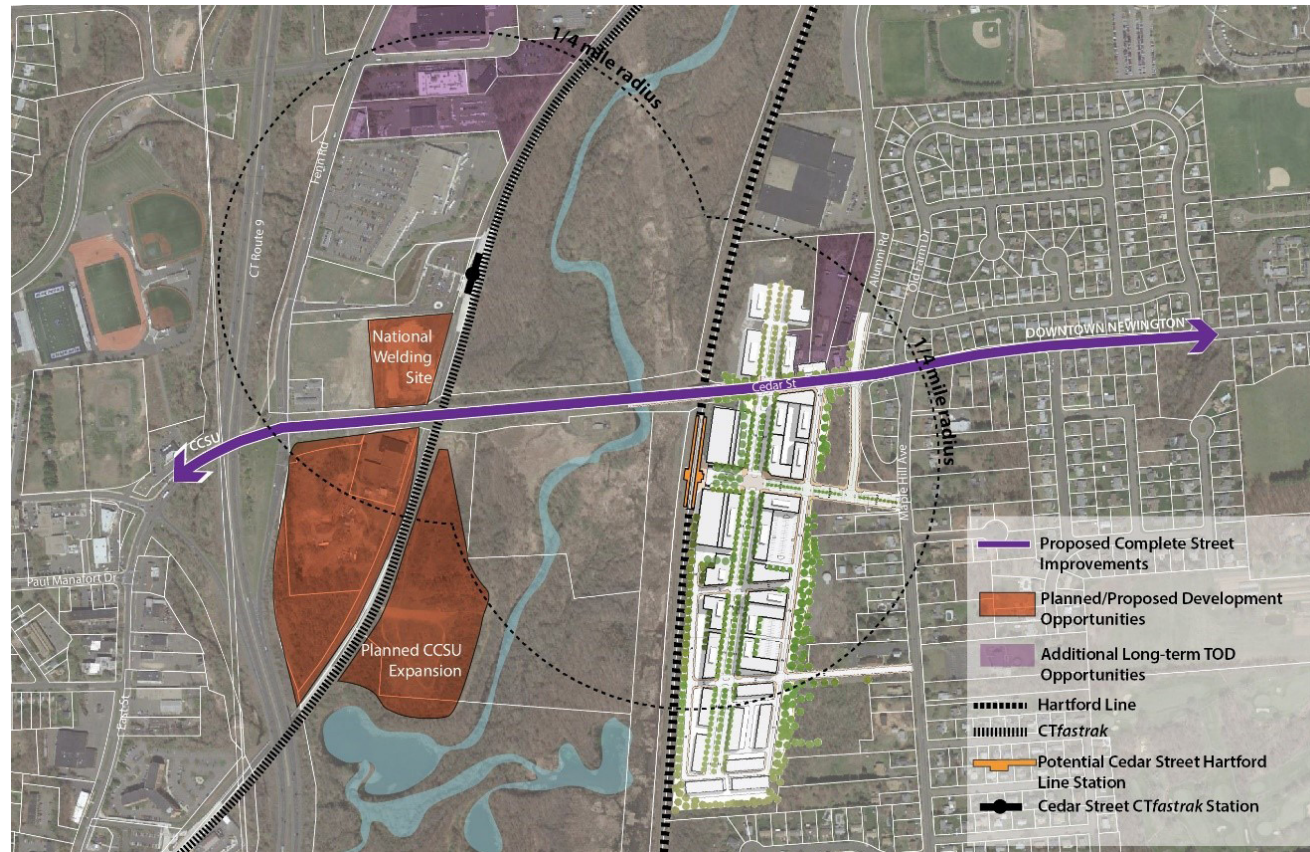 1/4 mile radius
Fenn Rd
CT Route 9
National
Welding
Site
Alumni Rd
Old Farm Dr
DOWNTOWN NEWINGTON
Cedar St
1/4 mile radius
CCSU
Maple Hill Ave
Paul Manafort Dr
East St
Planned CCSU
Expansion
Proposed Complete Street
Improvements
Planned/Proposed Development
Opportunities
Additional Long-term TOD
Opportunities
Hartford Line
CTfastrak
Potential Cedar Street Hartford
Line Station
Cedar Street CTfastrak Station